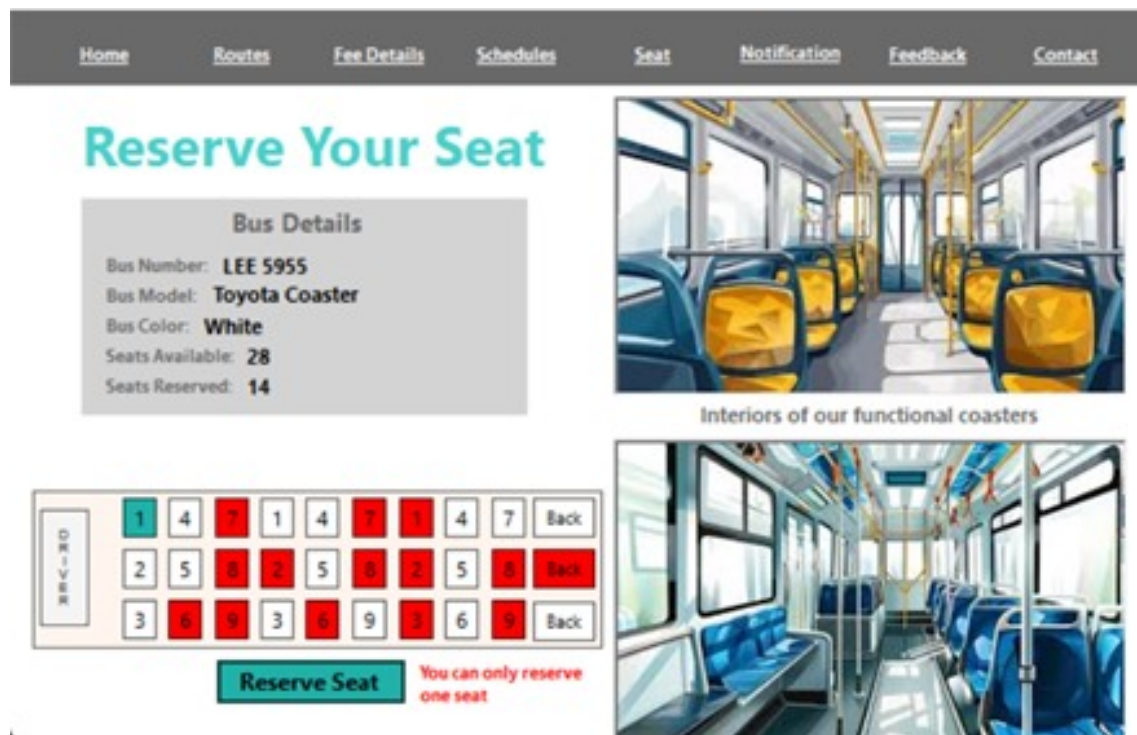 Home Routes Fee Details Schedules Seat Notification Feedback Contact
Reserve Your Seat
Bus Details
Bus Number: LEE 5955
Bus Model: Toyota Coaster
Bus Color: White
Seats Available: 28
Seats Reserved: 14
Interiors of our functional coasters
DRIVER
1 4 7 1 4 7 1 4 7 Back
2 5 8 2 5 8 2 5 8 Back
3 6 9 3 6 9 3 6 9 Back
Reserve Seat
You can only reserve
one seat